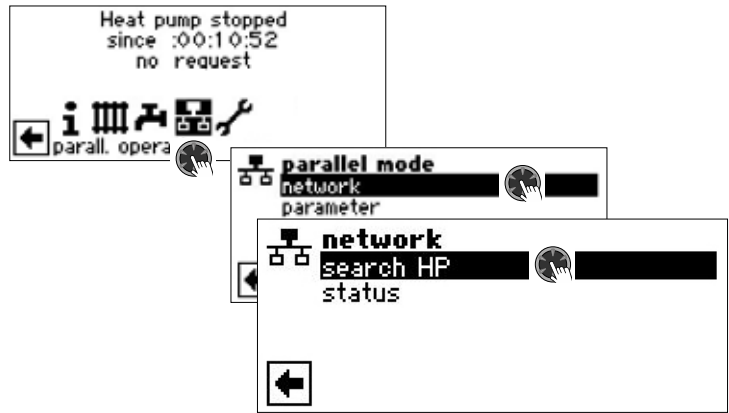 Heat pump stopped
since :00:10:52
no request
parall. opera
parallel mode
network
parameter
network
search HP
status